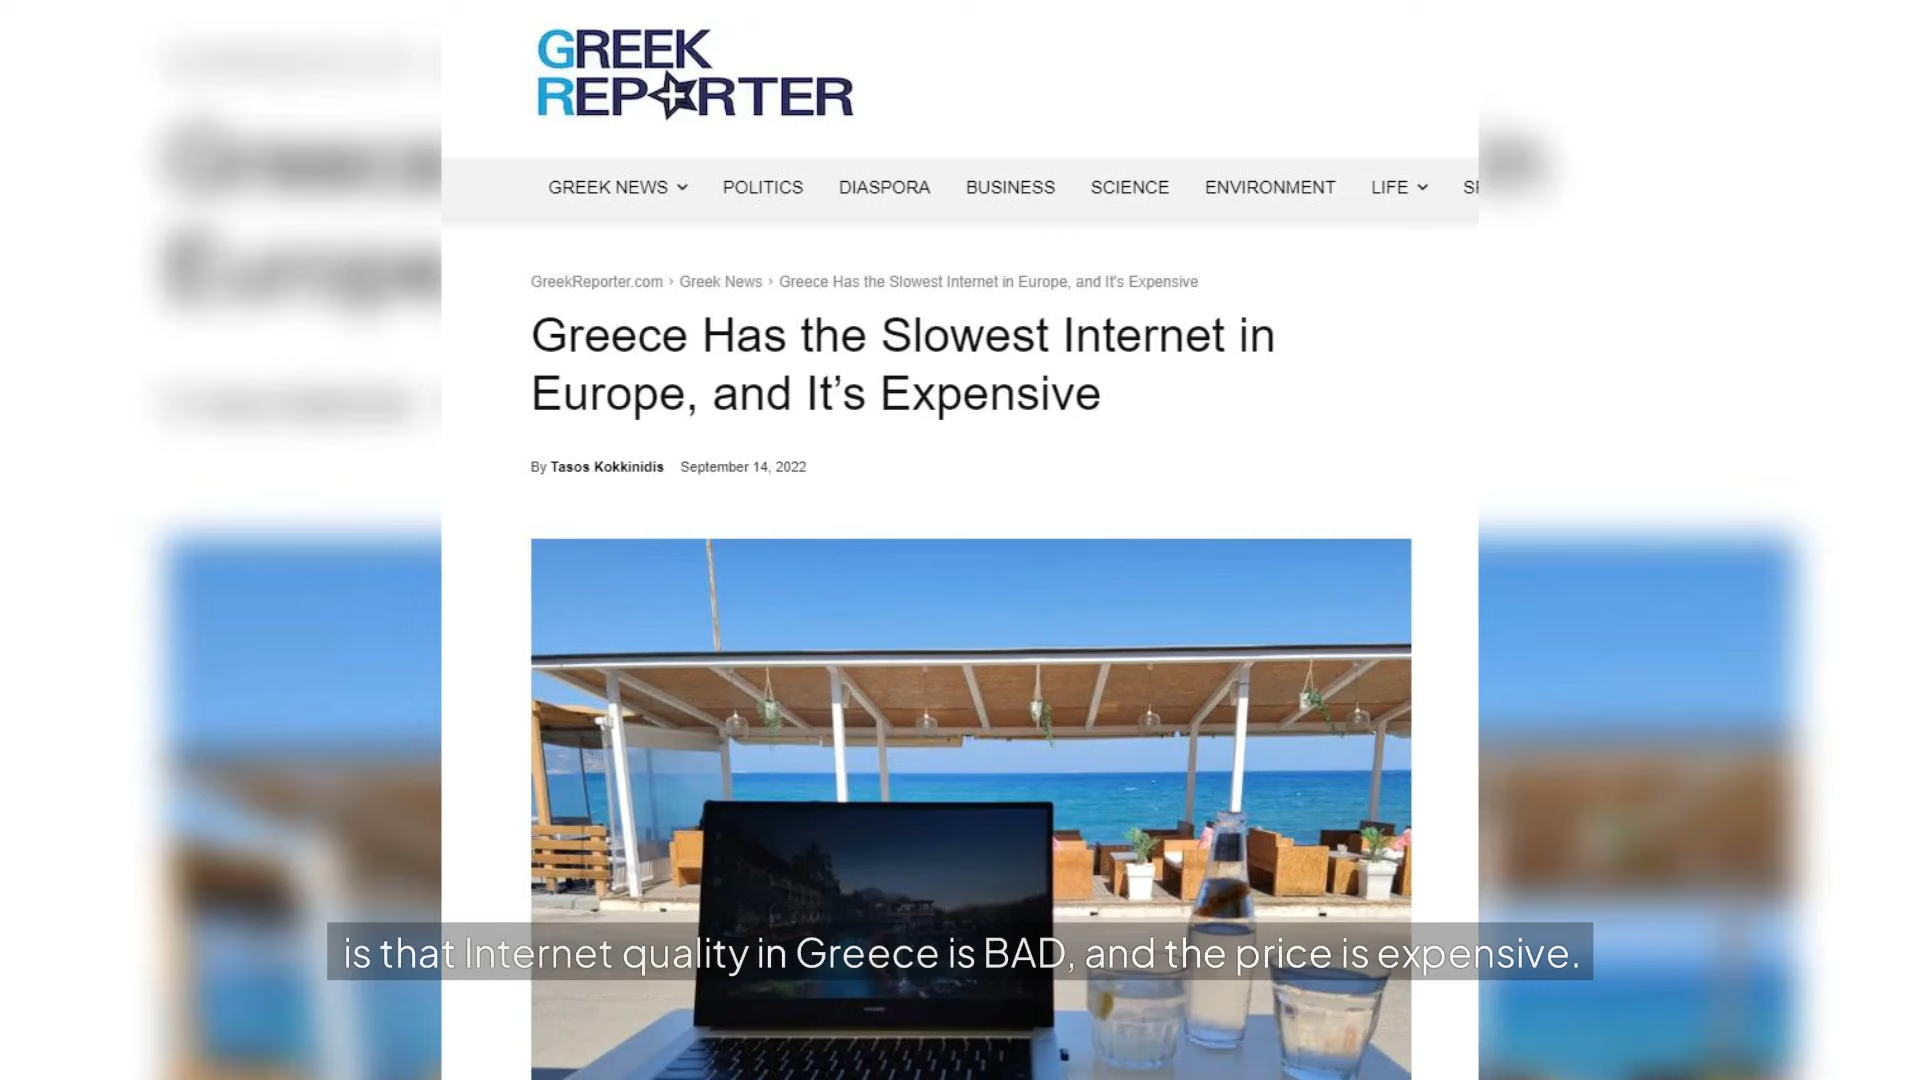 GREEK
REPORTER
GREEK NEWS POLITICS DIASPORA BUSINESS SCIENCE ENVIRONMENT LIFE
GreekReporter.com › Greek News › Greece Has the Slowest Internet in Europe, and It's Expensive
Greece Has the Slowest Internet in
Europe, and It’s Expensive
By Tasos Kokkinidis September 14, 2022
is that Internet quality in Greece is BAD, and the price is expensive.